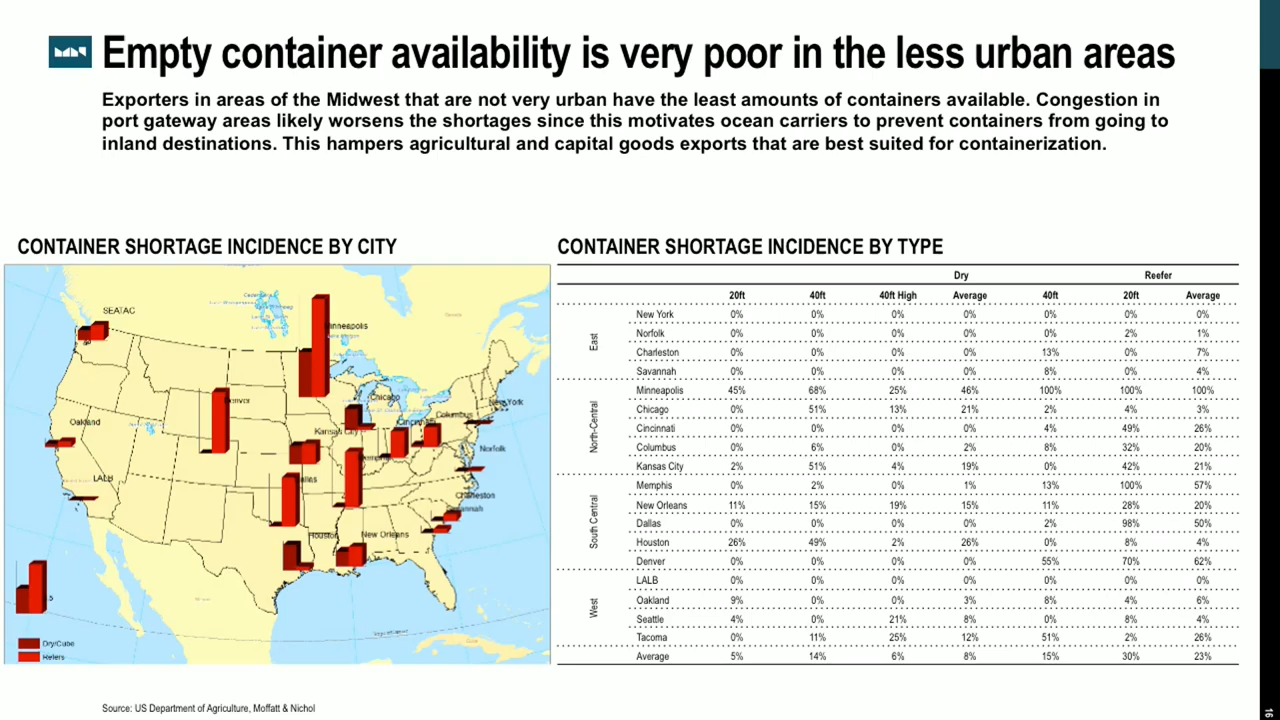 Empty container availability is very poor in the less urban areas
Exporters in areas of the Midwest that are not very urban have the least amounts of containers available. Congestion in
port gateway areas likely worsens the shortages since this motivates ocean carriers to prevent containers from going to
inland destinations. This hampers agricultural and capital goods exports that are best suited for containerization.
CONTAINER SHORTAGE INCIDENCE BY CITY
SEATAC
Minneapolis
Denver
Chicago
New York
Columbus
Oakland
Cincinnati
Kansas City
Norfolk
Memphis
LALB
Dallas
Charleston
Savannah
Houston
New Orleans
5
Dry/Cube
Refers
CONTAINER SHORTAGE INCIDENCE BY TYPE
Dry Reefer
20ft 40ft 40ft High Average 40ft 20ft Average
East
New York 0% 0% 0% 0% 0% 0% 0%
Norfolk 0% 0% 0% 0% 0% 2% 1%
Charleston 0% 0% 0% 0% 13% 0% 7%
Savannah 0% 0% 0% 0% 8% 0% 4%
North-Central
Minneapolis 45% 68% 25% 46% 100% 100% 100%
Chicago 0% 51% 13% 21% 2% 4% 3%
Cincinnati 0% 0% 0% 0% 4% 49% 26%
Columbus 0% 6% 0% 2% 8% 32% 20%
Kansas City 2% 51% 4% 19% 0% 42% 21%
South Central
Memphis 0% 2% 0% 1% 13% 100% 57%
New Orleans 11% 15% 19% 15% 11% 28% 20%
Dallas 0% 0% 0% 0% 2% 98% 50%
Houston 26% 49% 2% 26% 0% 8% 4%
Denver 0% 0% 0% 0% 55% 70% 62%
West
LALB 0% 0% 0% 0% 0% 0% 0%
Oakland 9% 0% 0% 3% 8% 4% 6%
Seattle 4% 0% 21% 8% 0% 8% 4%
Tacoma 0% 11% 25% 12% 51% 2% 26%
Average 5% 14% 6% 8% 15% 30% 23%
Source: US Department of Agriculture, Moffatt & Nichol
16